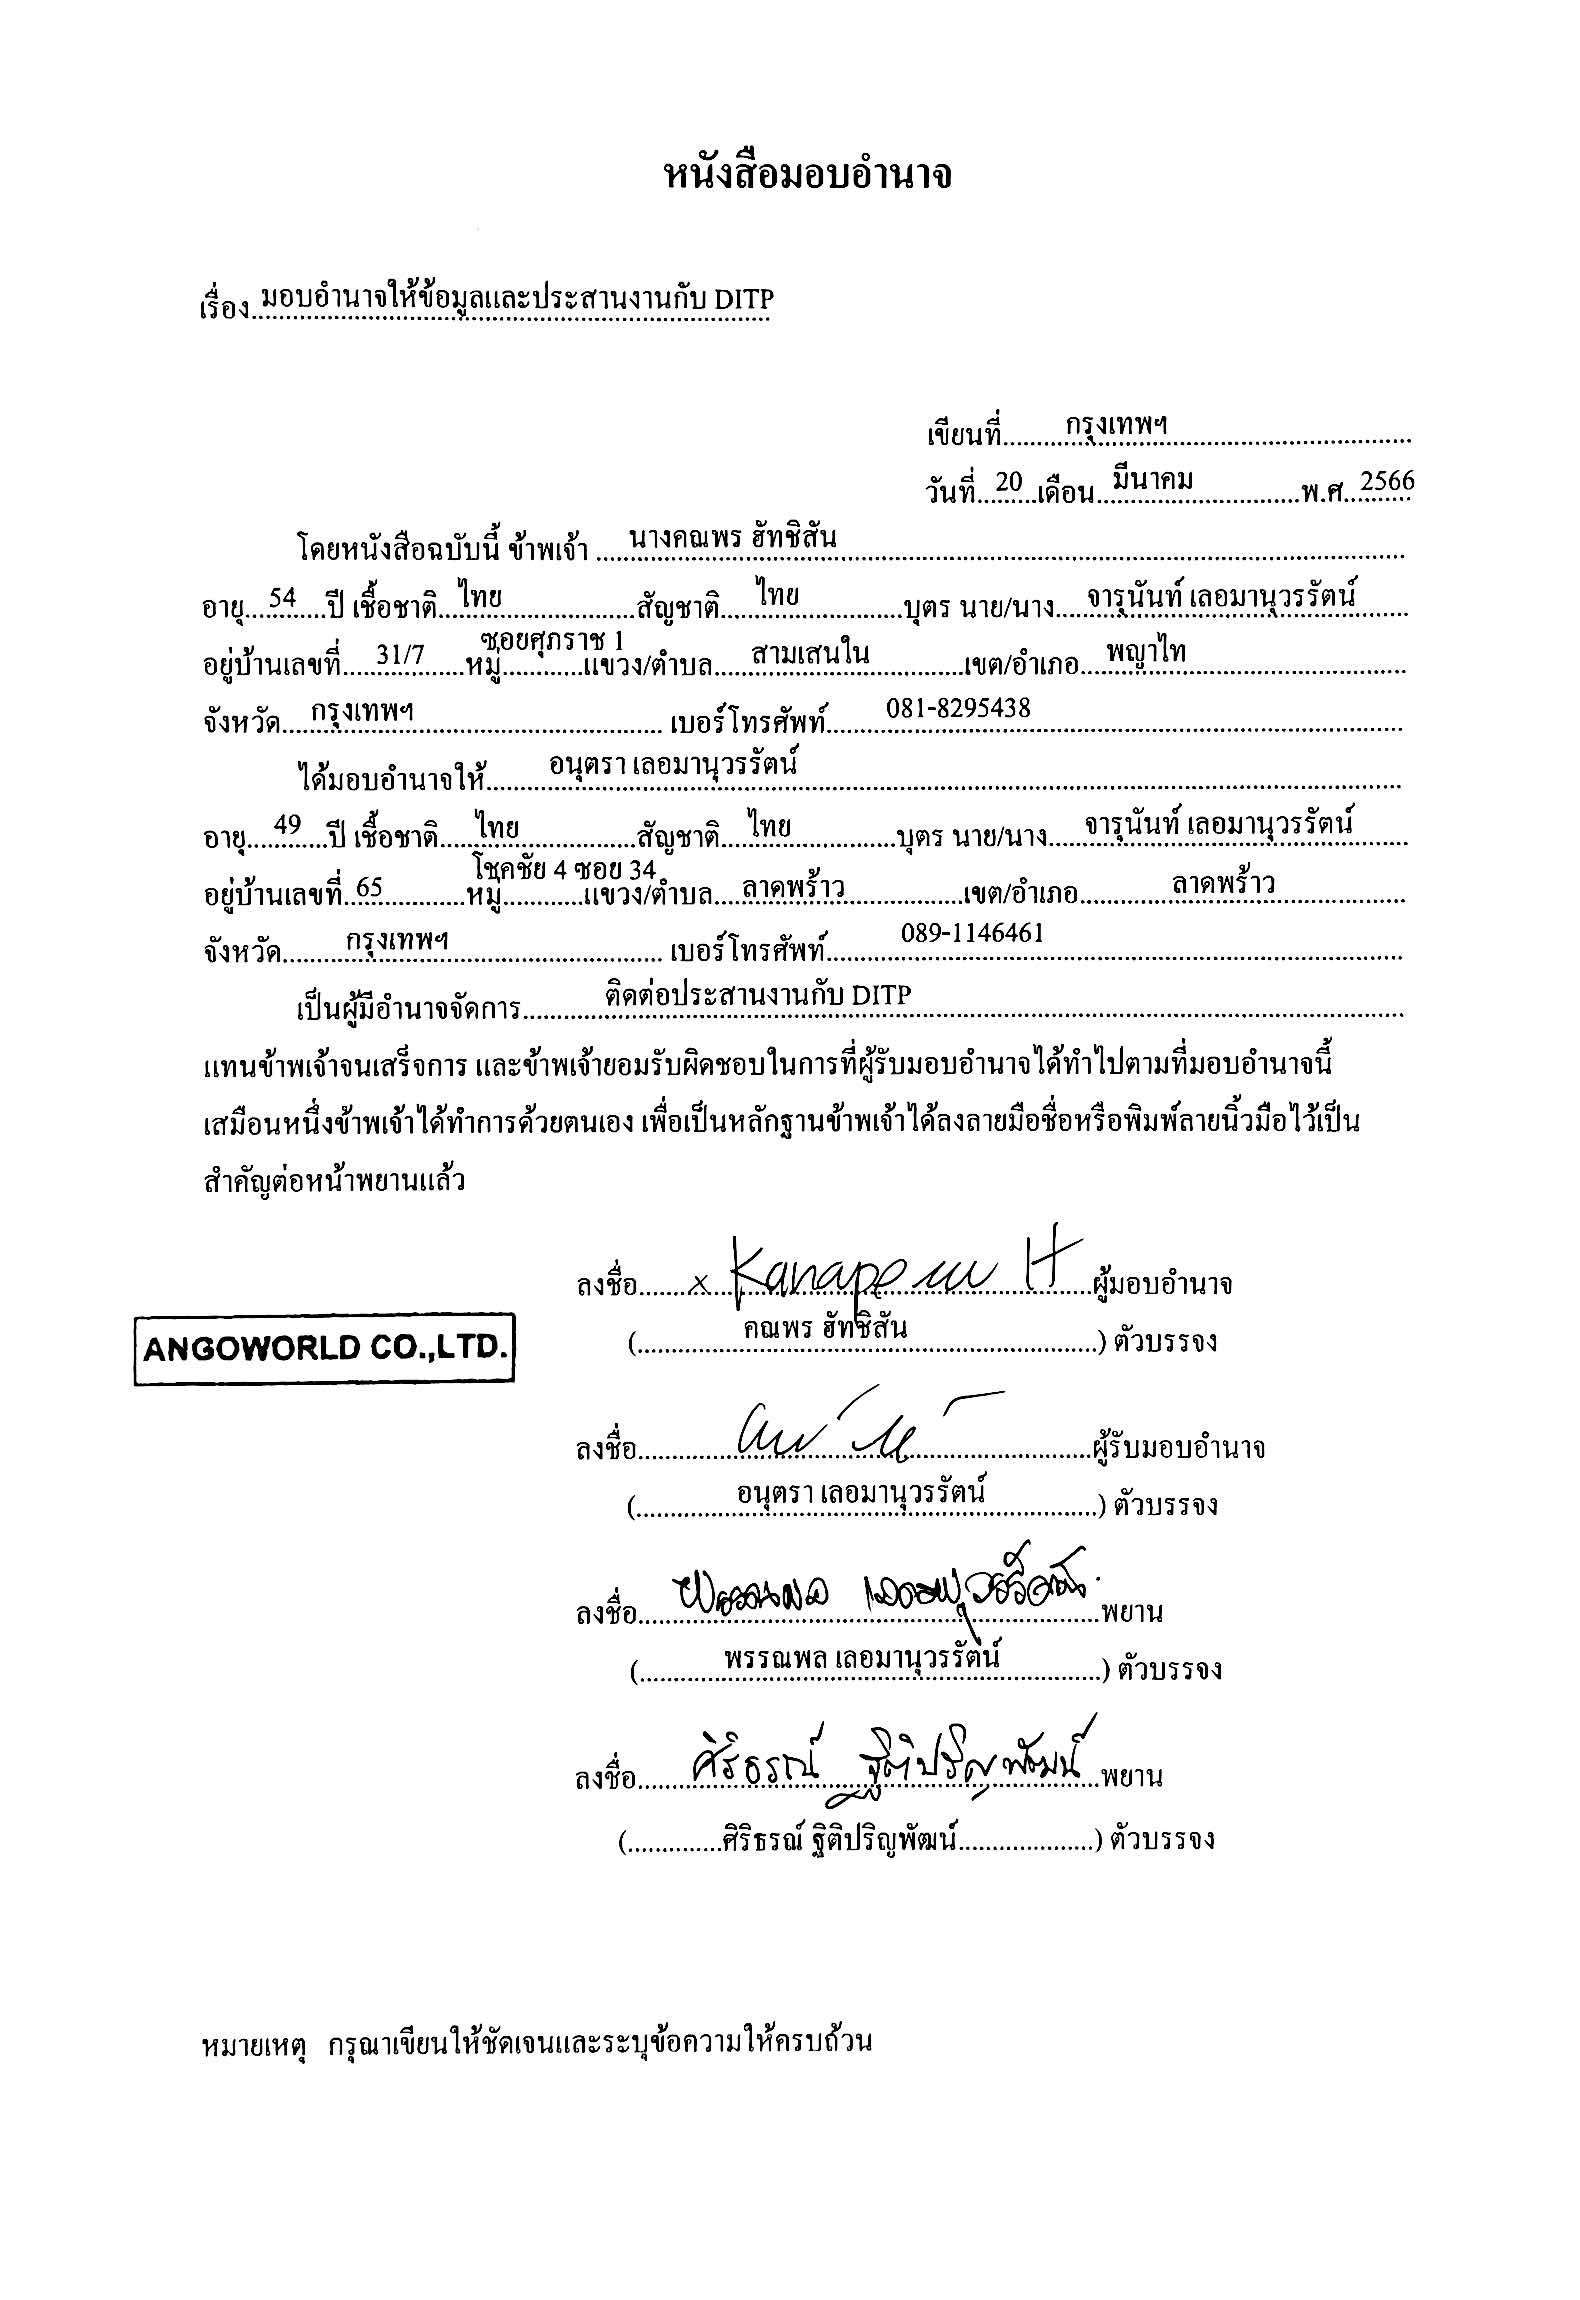 หนังสือมอบอำนาจ
เรื่อง มอบอำนาจให้ข้อมูลและประสานงานกับ DITP
เขียนที่ กรุงเทพฯ
วันที่ 20 เดือน มีนาคม พ.ศ. 2566
โดยหนังสือฉบับนี้ ข้าพเจ้า นางคณพร ฮัทชิสัน
อายุ 54 ปี เชื้อชาติ ไทย สัญชาติ ไทย บุตร นาย/นาง จารุนันท์ เลอมานุวรรัตน์
อยู่บ้านเลขที่ 31/7 หมู่ ซอยศุภราช 1 แขวง/ตำบล สามเสนใน เขต/อำเภอ พญาไท
จังหวัด กรุงเทพฯ เบอร์โทรศัพท์ 081-8295438
ได้มอบอำนาจให้ อนุตรา เลอมานุวรรัตน์
อายุ 49 ปี เชื้อชาติ ไทย สัญชาติ ไทย บุตร นาย/นาง จารุนันท์ เลอมานุวรรัตน์
อยู่บ้านเลขที่ 65 หมู่ โชคชัย 4 ซอย 34 แขวง/ตำบล ลาดพร้าว เขต/อำเภอ ลาดพร้าว
จังหวัด กรุงเทพฯ เบอร์โทรศัพท์ 089-1146461
เป็นผู้มีอำนาจจัดการ ติดต่อประสานงานกับ DITP
แทนข้าพเจ้าจนเสร็จการ และข้าพเจ้ายอมรับผิดชอบในการที่ผู้รับมอบอำนาจได้ทำไปตามที่มอบอำนาจนี้
เสมือนหนึ่งข้าพเจ้าได้ทำการด้วยตนเอง เพื่อเป็นหลักฐานข้าพเจ้าได้ลงลายมือชื่อหรือพิมพ์ลายนิ้วมือไว้เป็น
สำคัญต่อหน้าพยานแล้ว
ลงชื่อ x Kanaporn H ผู้มอบอำนาจ
(คณพร ฮัทชิสัน) ตัวบรรจง
ANGOWORLD CO.,LTD.
ลงชื่อ ผู้รับมอบอำนาจ
(อนุตรา เลอมานุวรรัตน์) ตัวบรรจง
ลงชื่อ พรรณพล เลอมานุวรรัตน์ พยาน
(พรรณพล เลอมานุวรรัตน์) ตัวบรรจง
ลงชื่อ ศิริธรณ์ ฐิติปริญพัฒน์ พยาน
(ศิริธรณ์ ฐิติปริญพัฒน์) ตัวบรรจง
หมายเหตุ กรุณาเขียนให้ชัดเจนและระบุข้อความให้ครบถ้วน